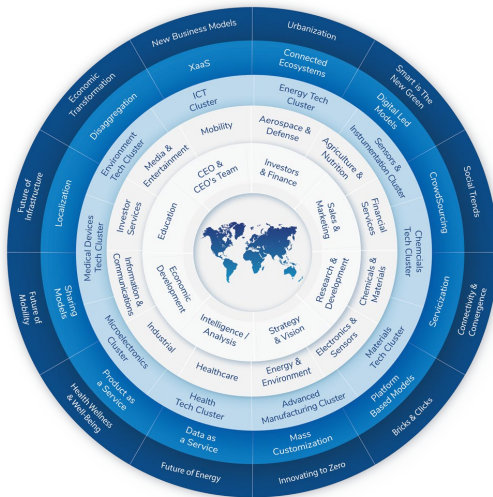 New Business Models
Urbanization
Smart is The
New Green
Social Trends
Connectivity &
Convergence
Bricks & Clicks
Innovating to Zero
Future of Energy
Health Wellness
& Well-Being
Future of
Mobility
Future of
Infrastructure
Economic
Transformation
XaaS
Connected
Ecosystems
Digital Led
Models
CrowdSourcing
Servicization
Platform
Based Models
Mass
Customization
Data as
a Service
Product as
a Service
Sharing
Models
Localization
Disaggregation
ICT
Cluster
Energy Tech
Cluster
Sensors &
Instrumentation Cluster
Chemcials
Tech Cluster
Materials
Tech Cluster
Advanced
Manufacturing Cluster
Health
Tech Cluster
Microelectronics
Cluster
Medical Devices
Tech Cluster
Environment
Tech Cluster
Mobility
Aerospace &
Defense
Agriculture &
Nutrition
Financial
Services
Chemicals &
Materials
Electronics &
Sensors
Energy &
Environment
Healthcare
Industrial
Information &
Communications
Investor
Services
Media &
Entertainment
CEO &
CEO's Team
Investors
& Finance
Sales &
Marketing
Research &
Development
Strategy
& Vision
Intelligence /
Analysis
Economic
Development
Education